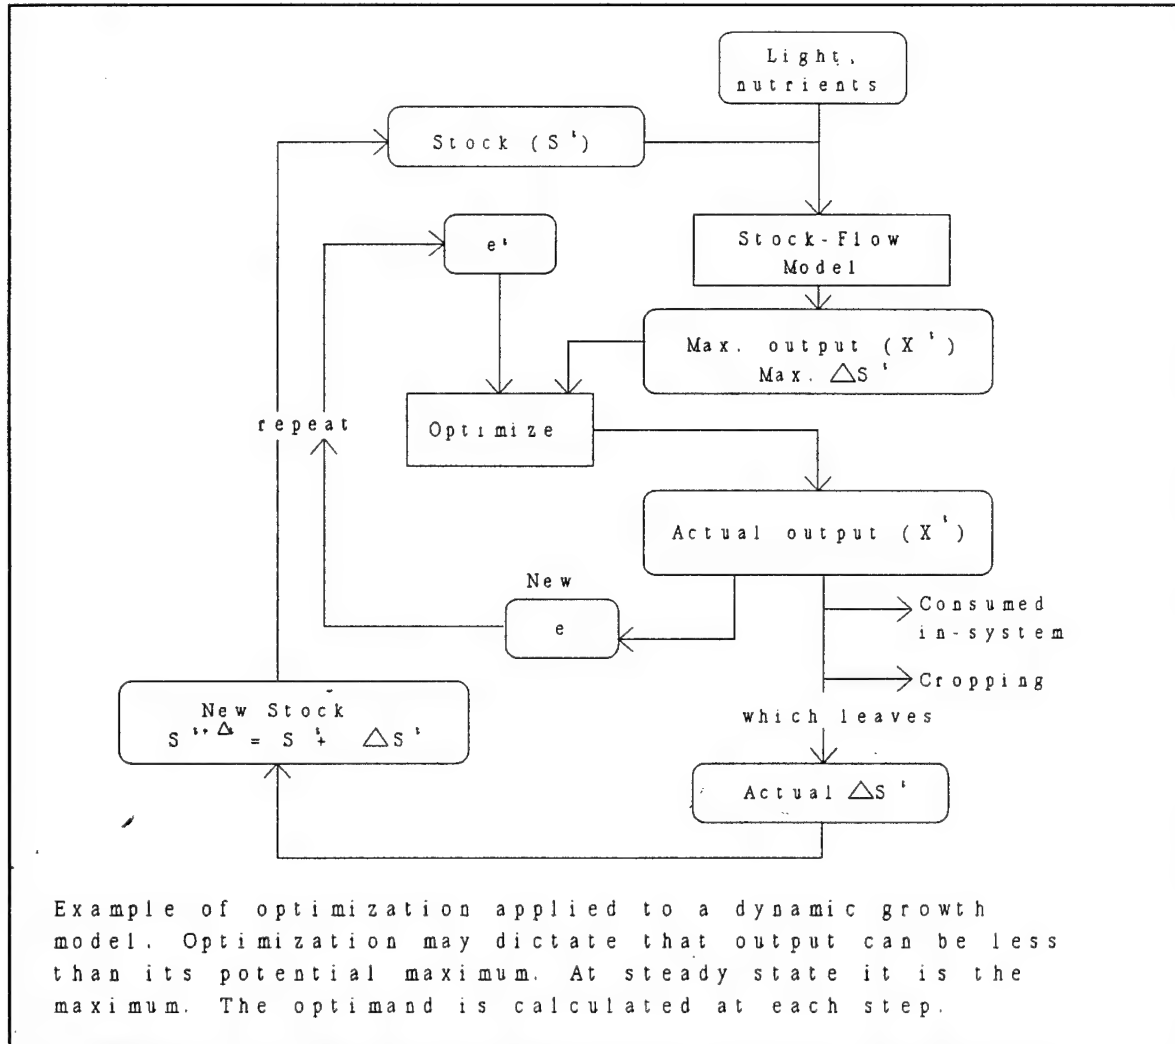 Light,
nutrients
Stock (S ᵗ)
eᵗ
Stock-Flow
Model
Max. output (X ᵗ)
Max. △S ᵗ
repeat
Optimize
Actual output (X ᵗ)
New
e
Consumed
in-system
Cropping
New Stock
S ᵗ⁺ ᐞᵗ = S ᵗ+ △S ᵗ
which leaves
Actual △S ᵗ
Example of optimization applied to a dynamic growth
model. Optimization may dictate that output can be less
than its potential maximum. At steady state it is the
maximum. The optimand is calculated at each step.